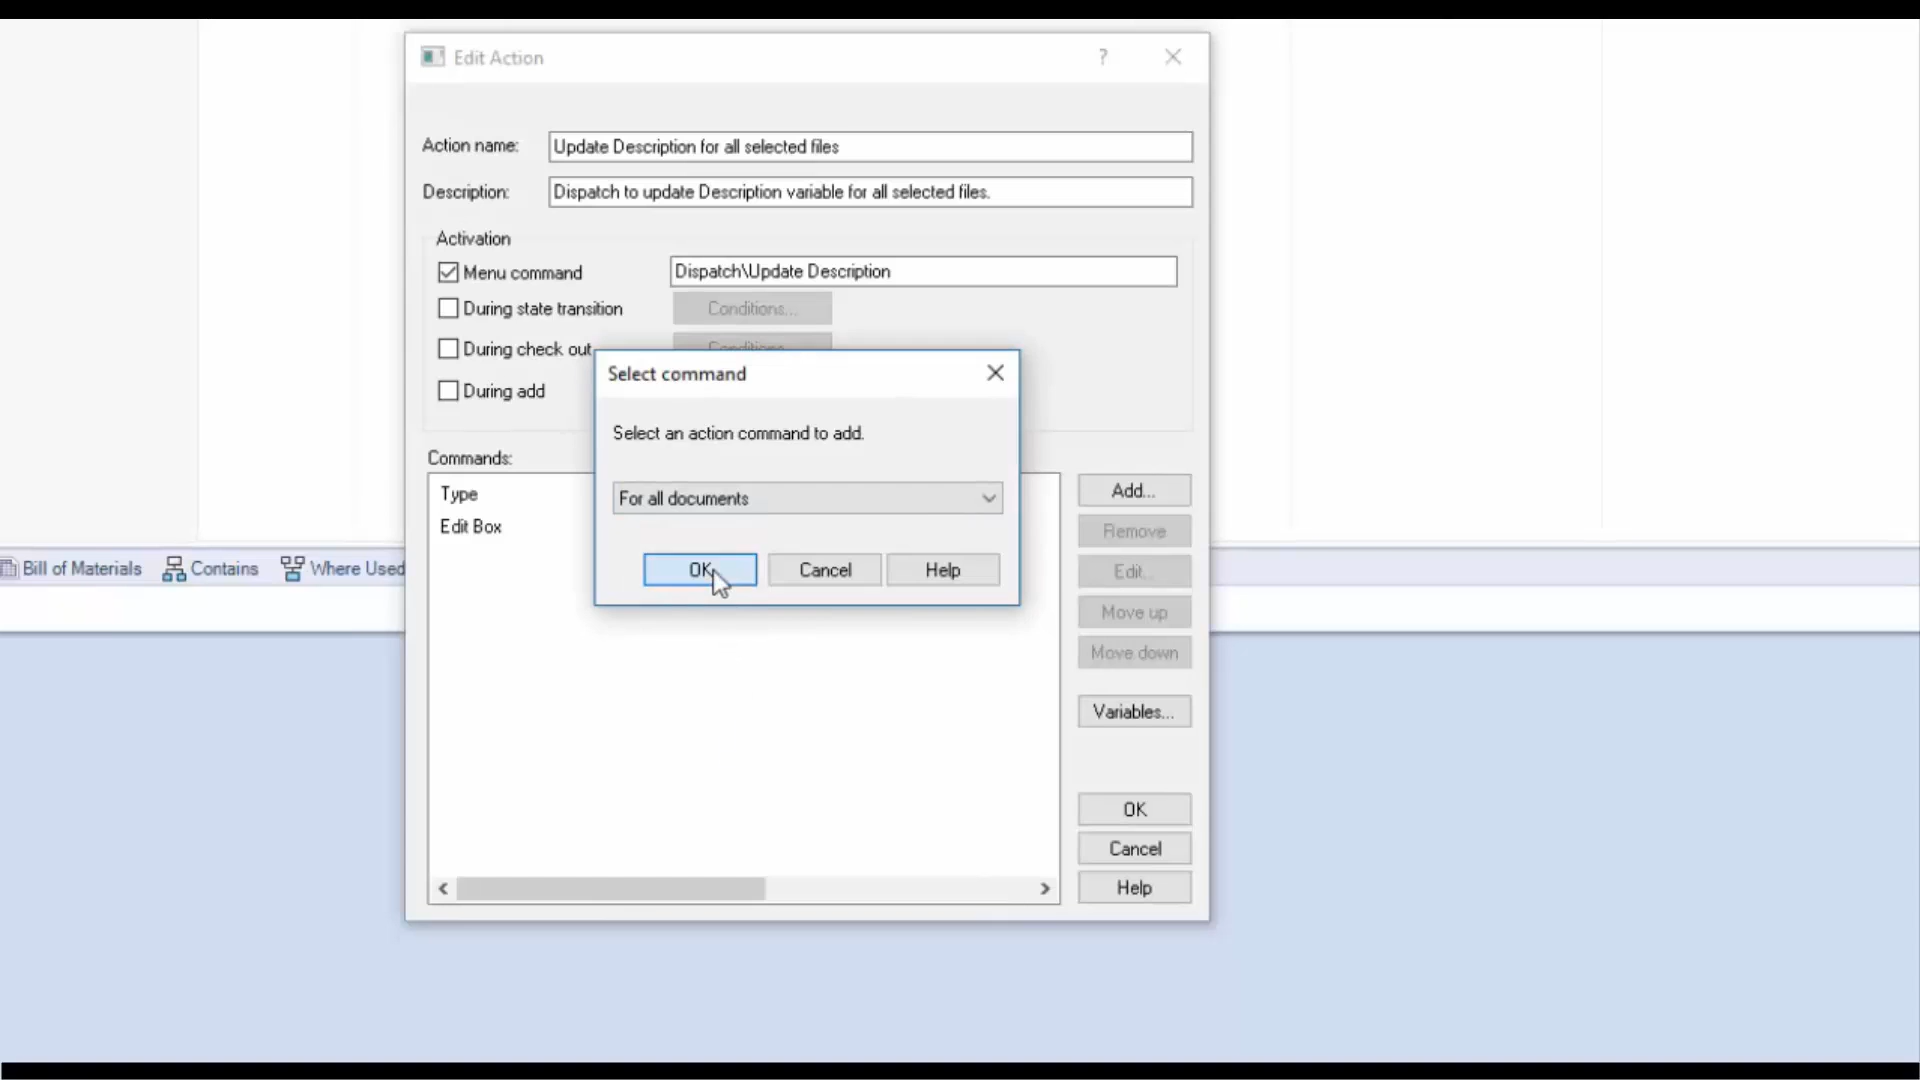 Edit Action
?
Action name: Update Description for all selected files
Description: Dispatch to update Description variable for all selected files.
Activation
Menu command Dispatch\Update Description
During state transition Conditions...
During check out Conditions...
During add
Select command
Select an action command to add.
For all documents
OK Cancel Help
Commands:
Type
Edit Box
Add...
Remove
Edit...
Move up
Move down
Variables...
OK
Cancel
Help
Bill of Materials Contains Where Used